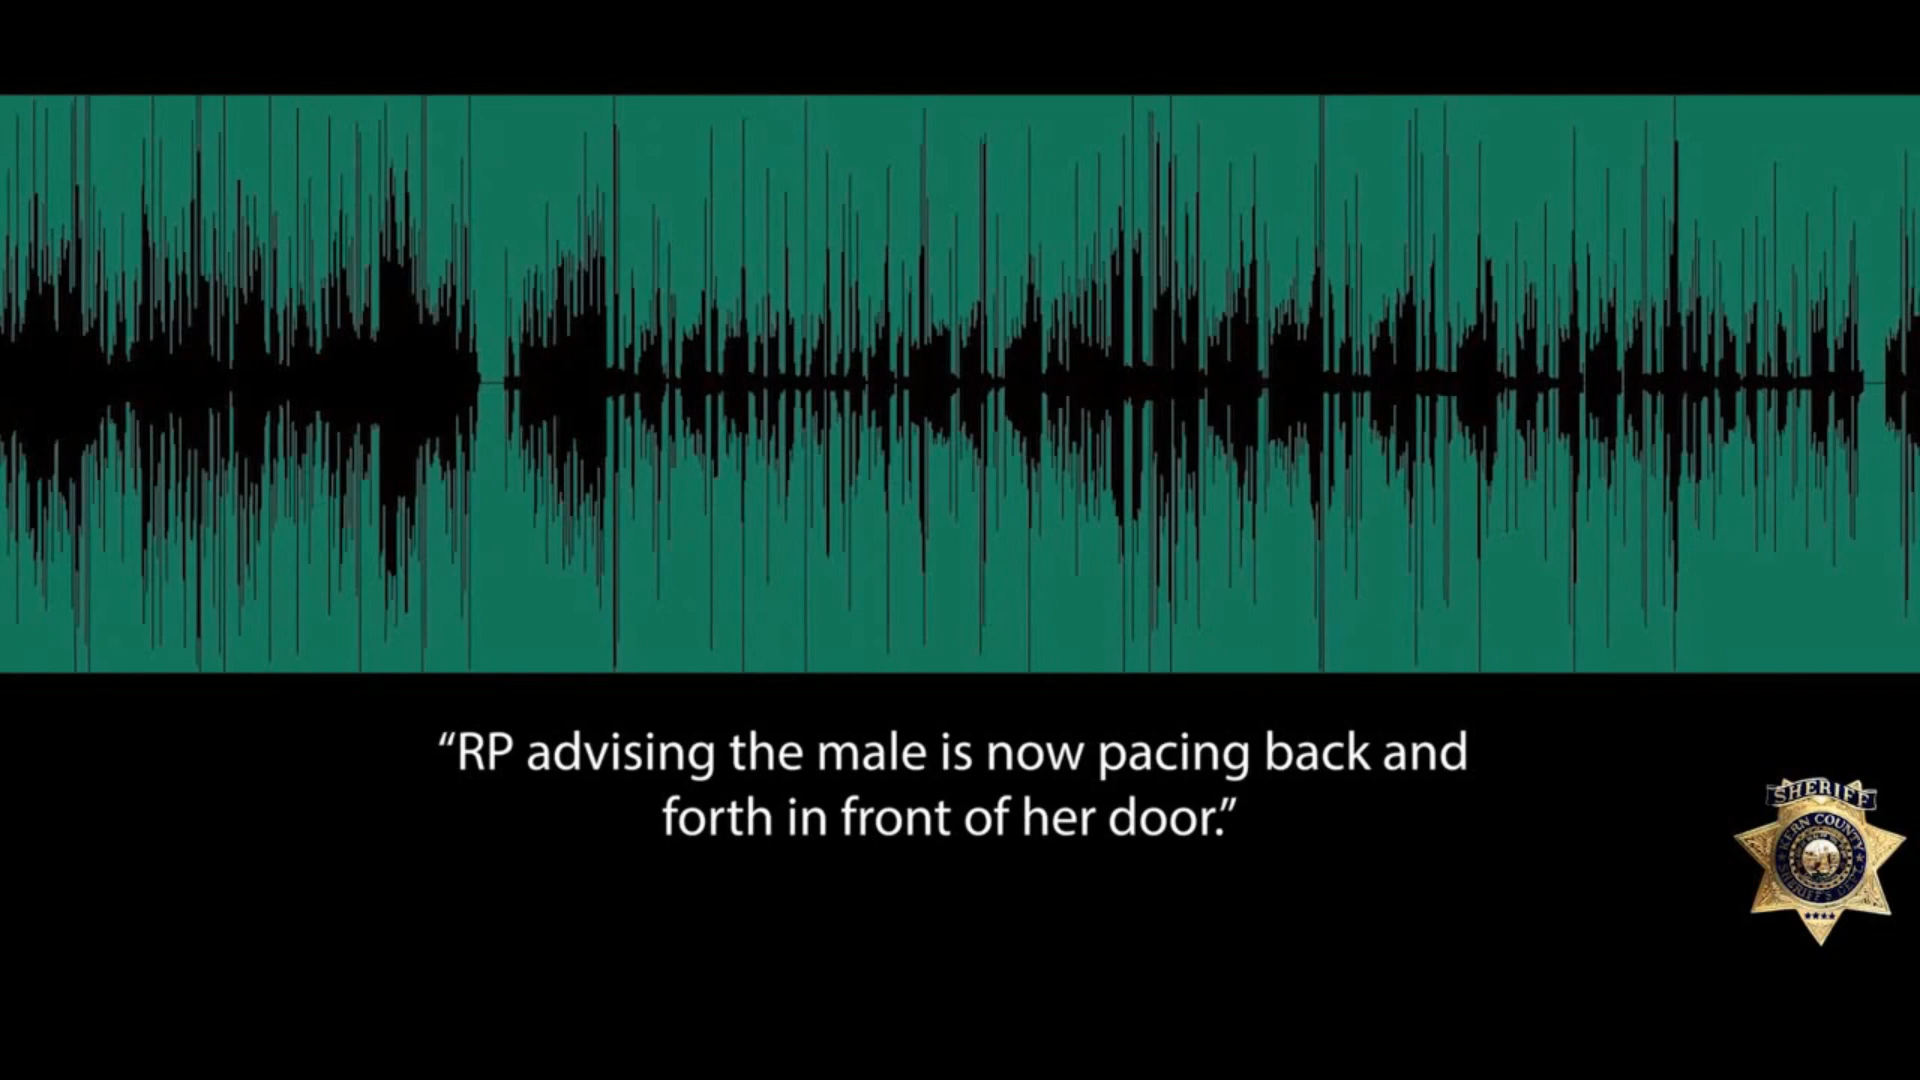 “RP advising the male is now pacing back and
forth in front of her door.”
SHERIFF
KERN COUNTY
SHERIFF'S DEPT